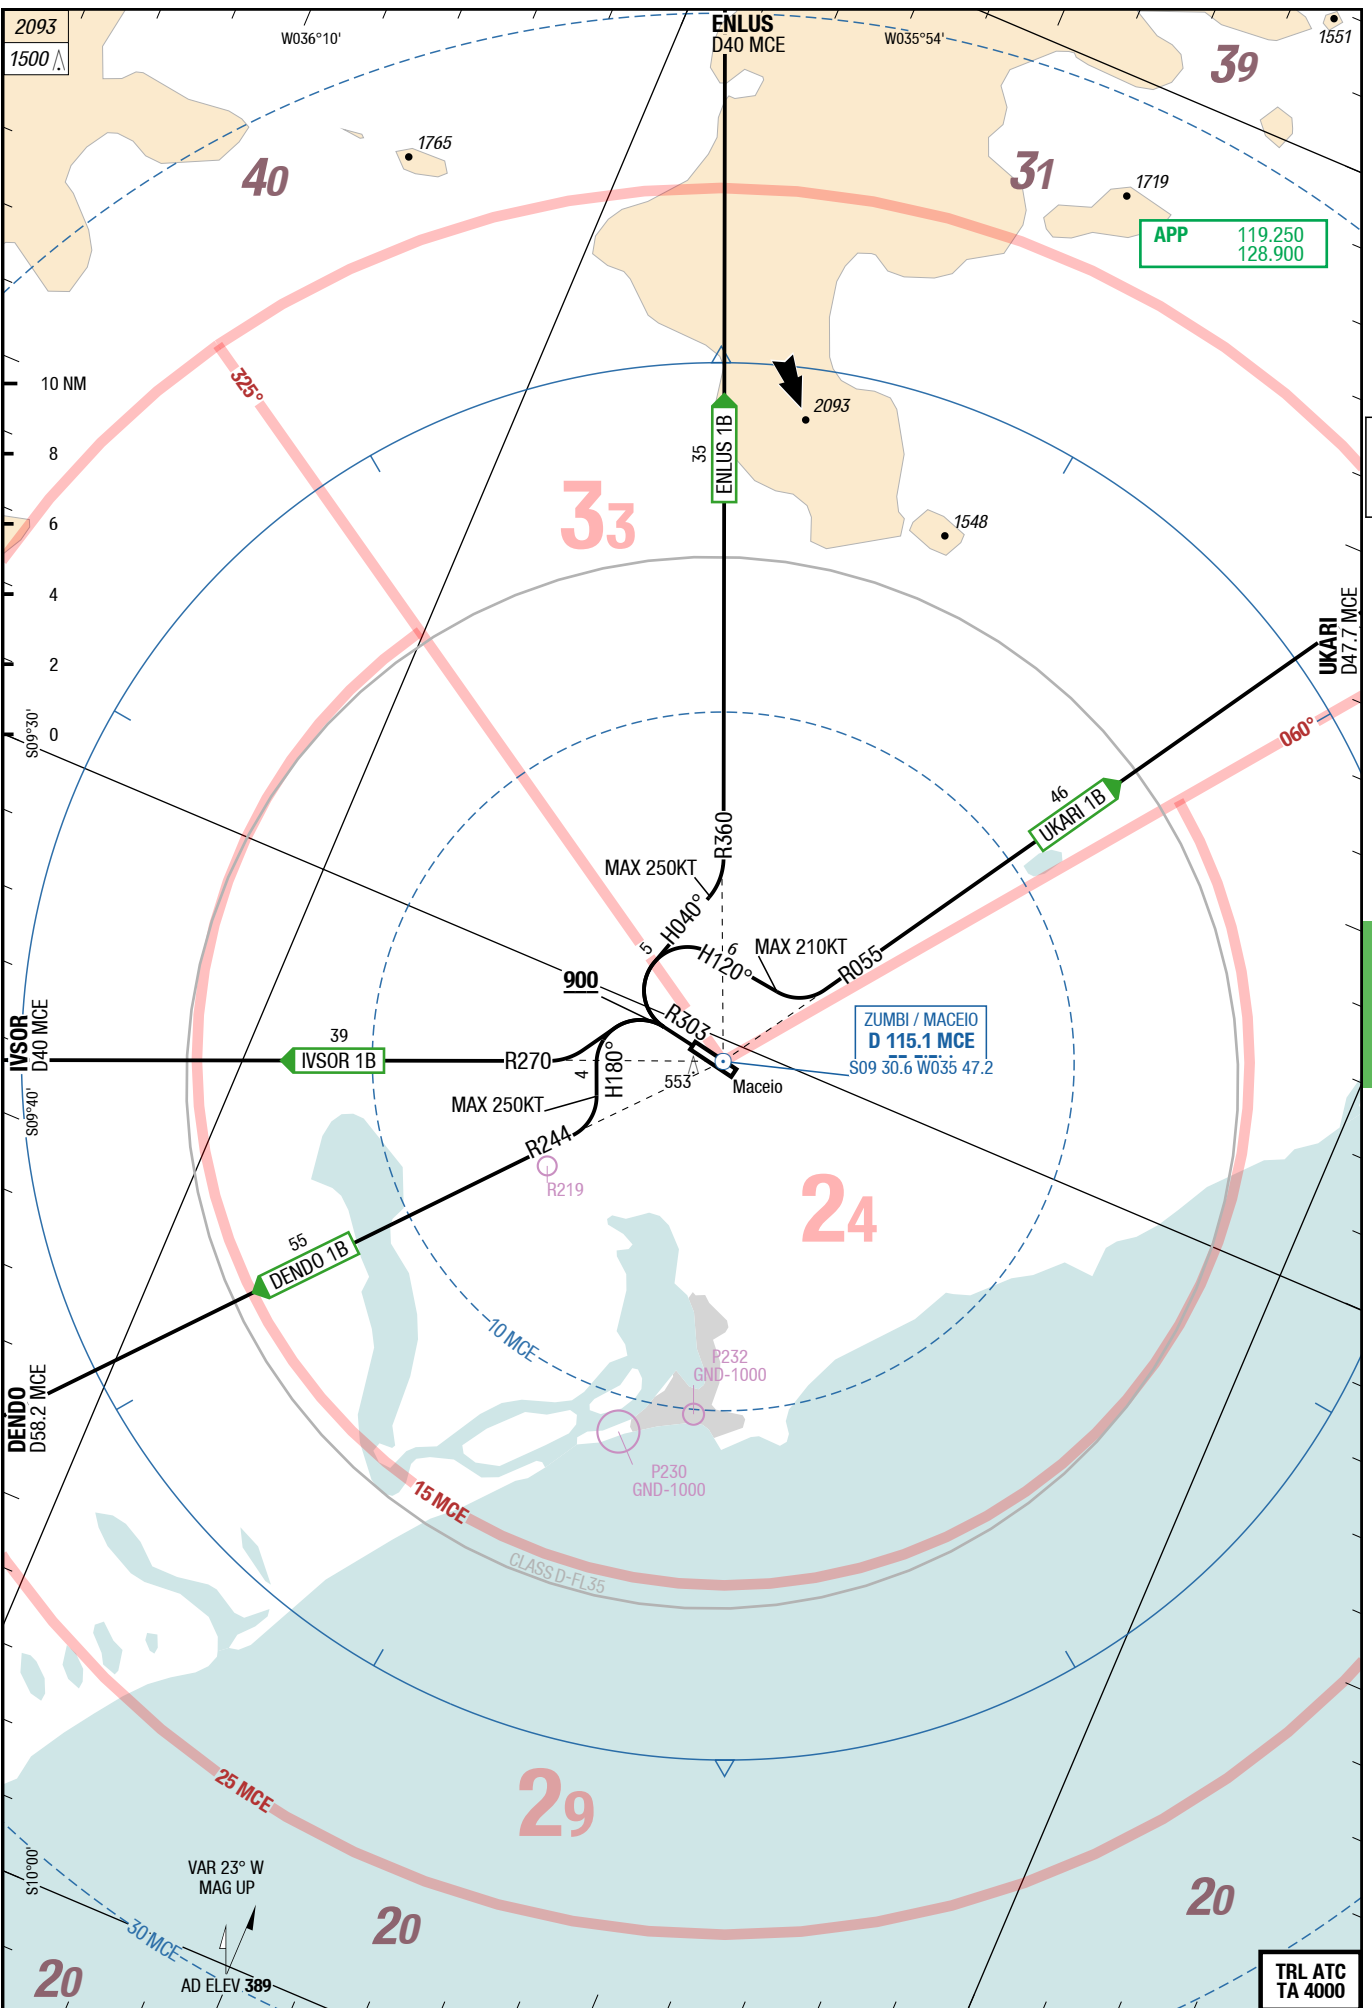 2093
1500
W036°10'
ENLUS
D40 MCE
W035°54'
1551
39
1765
40
31
1719
APP 119.250
128.900
325°
10 NM
8
6
4
2
0
2093
35
ENLUS 1B
33
1548
UKARI
D47.7 MCE
060°
S09°30'
46
UKARI 1B
R360
MAX 250KT
H040°
5
6
H120°
MAX 210KT
R055
900
R303
ZUMBI / MACEIO
D 115.1 MCE
S09 30.6 W035 47.2
IVSOR
D40 MCE
39
IVSOR 1B
R270
4
H180°
553
Maceio
MAX 250KT
S09°40'
R244
R219
24
55
DENDO 1B
10 MCE
P232
GND-1000
DENDO
D58.2 MCE
P230
GND-1000
15 MCE
CLASS D-FL35
25 MCE
29
S10°00'
VAR 23° W
MAG UP
20
20
30 MCE
20
AD ELEV 389
TRL ATC
TA 4000